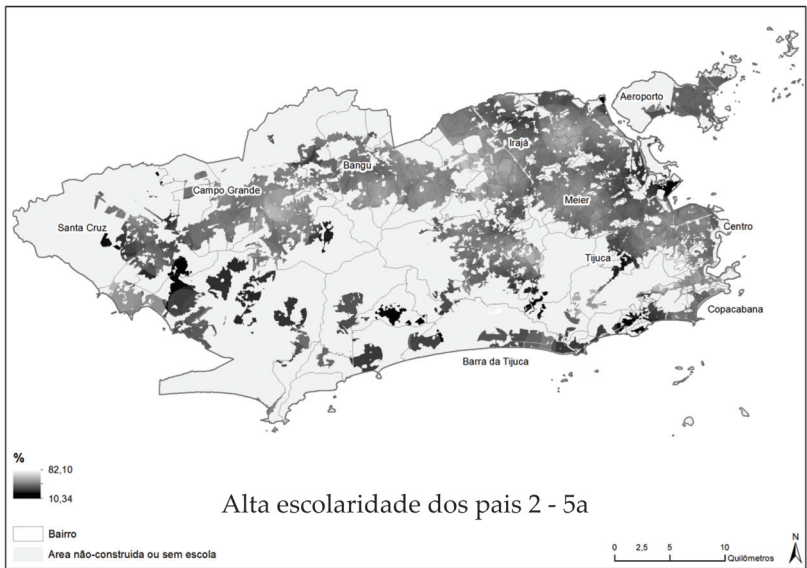 Aeroporto
Irajá
Bangu
Campo Grande
Meier
Santa Cruz
Centro
Tijuca
Copacabana
Barra da Tijuca
%
82,10
10,34
Alta escolaridade dos pais 2 - 5a
Bairro
Area não-construida ou sem escola
N
0 2,5 5 10
Quilômetros